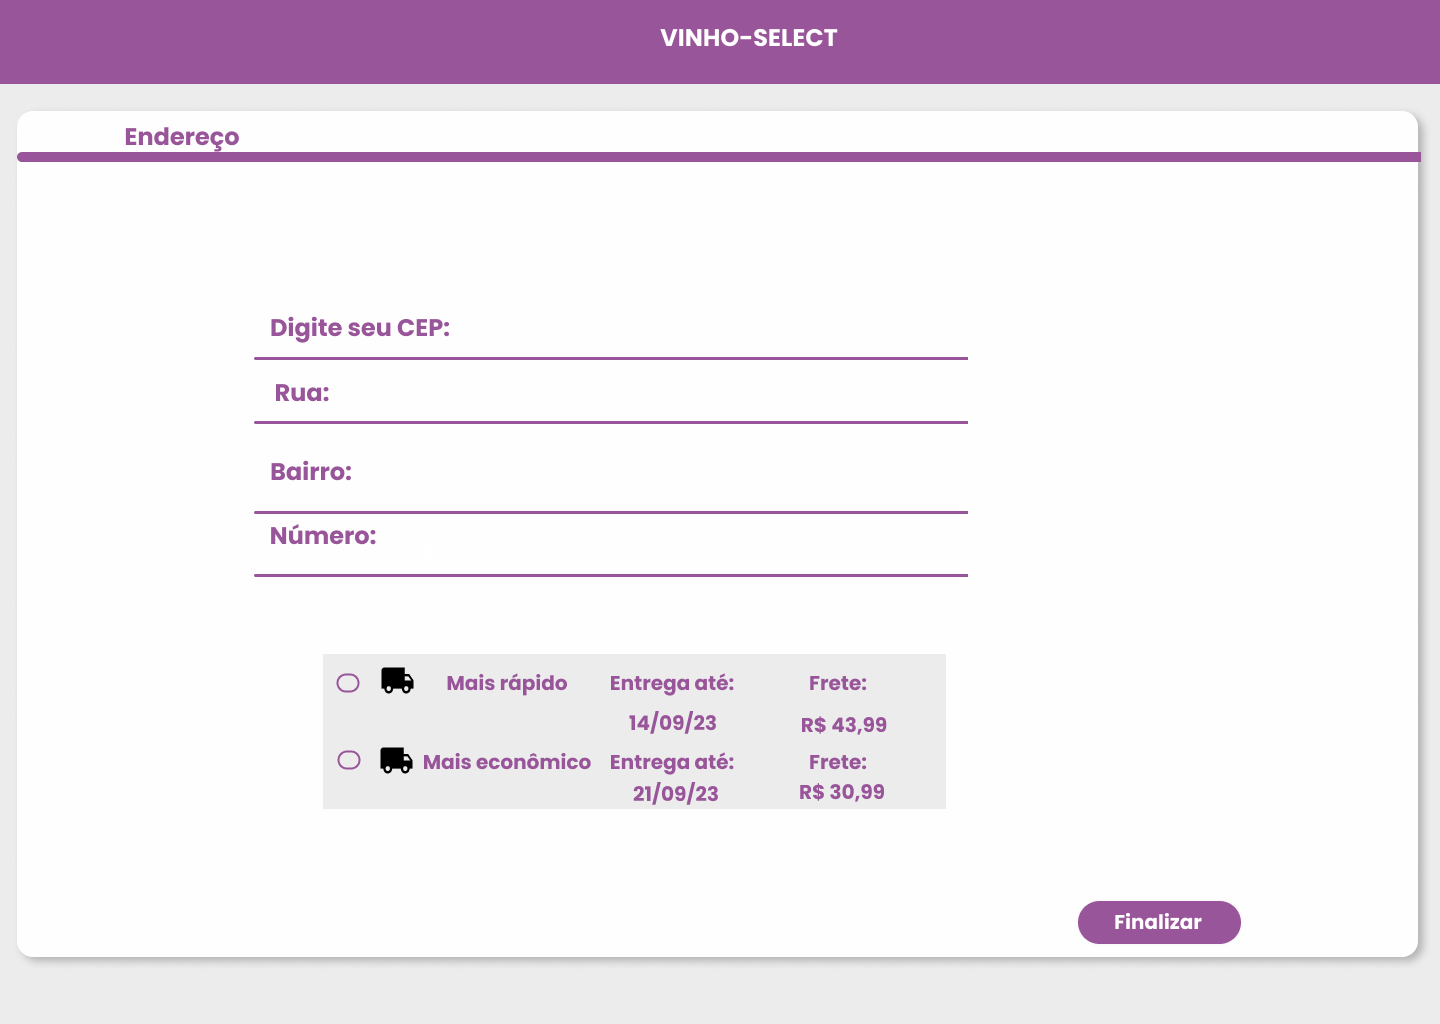 VINHO-SELECT
Endereço
Digite seu CEP:
Rua:
Bairro:
Número:
Mais rápido Entrega até: Frete:
14/09/23 R$ 43,99
Mais econômico Entrega até: Frete:
21/09/23 R$ 30,99
Finalizar